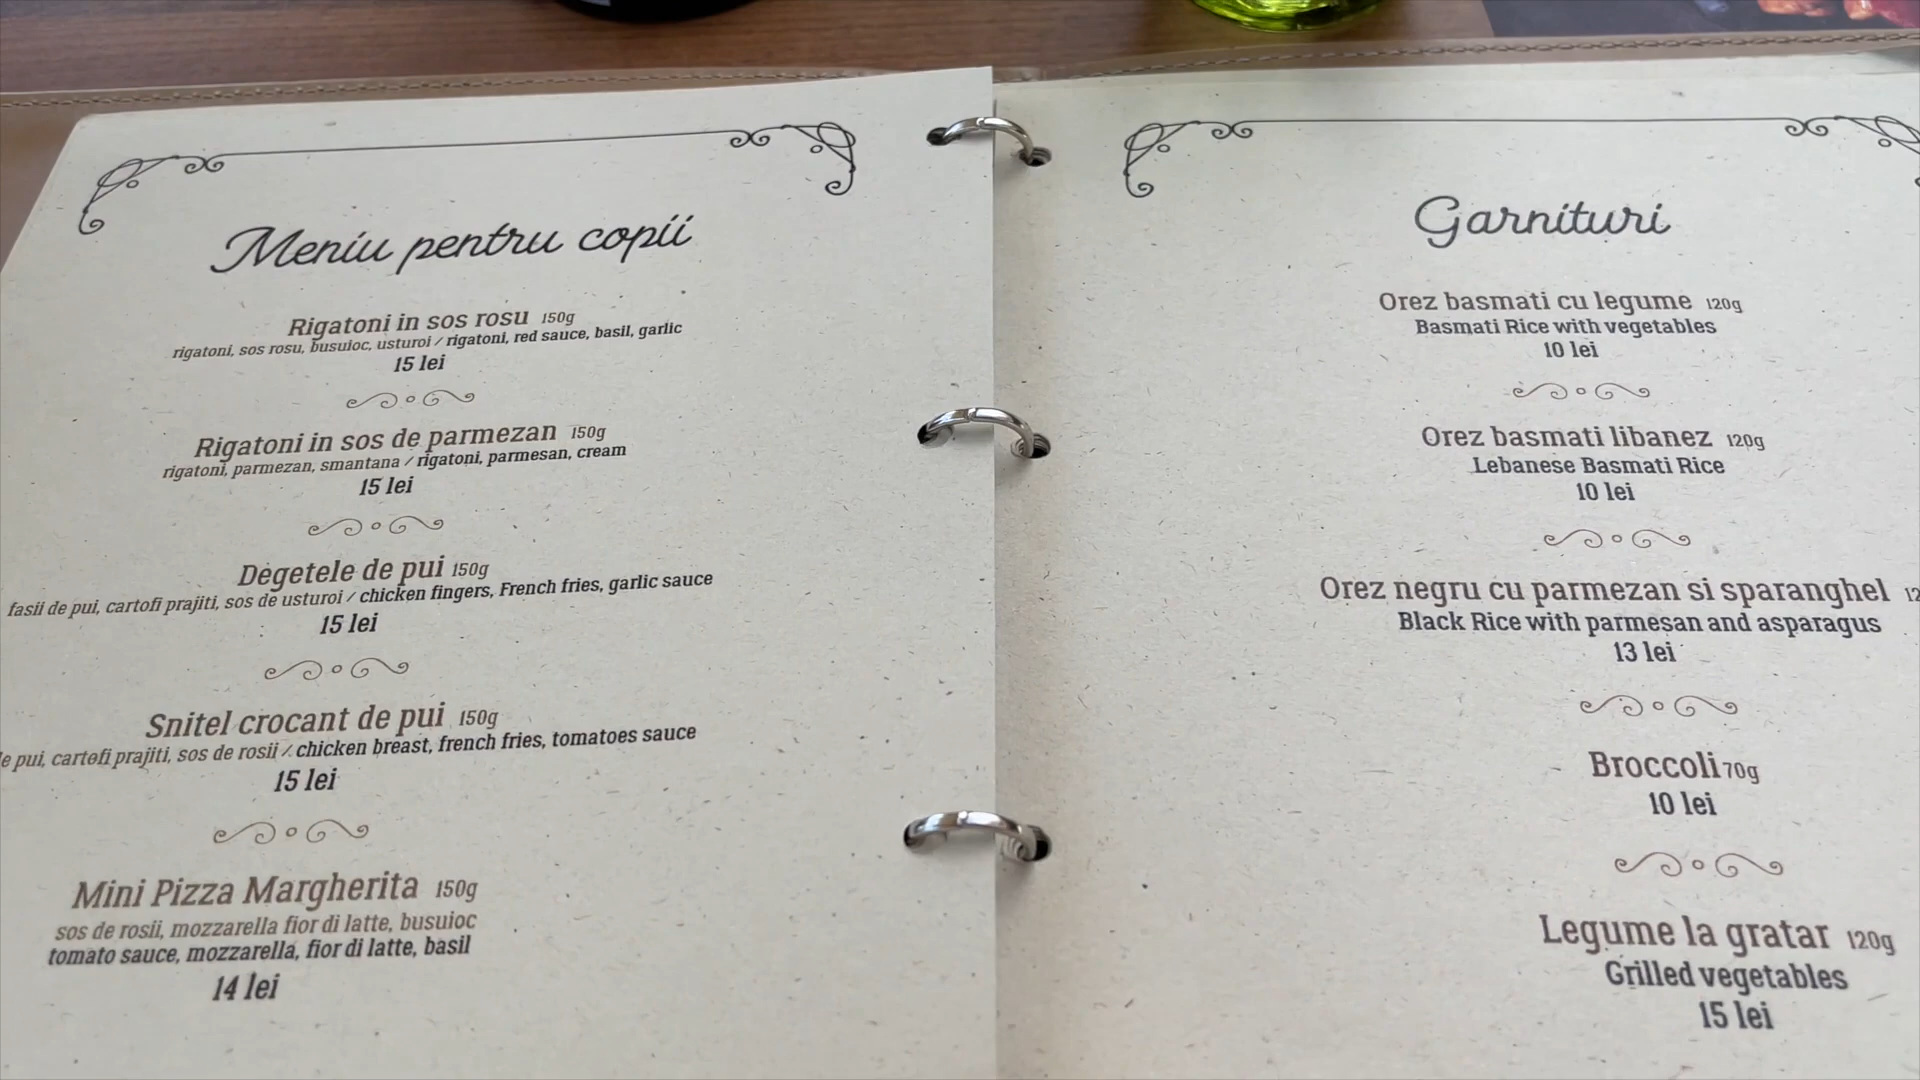 Meniu pentru copii
Rigatoni in sos rosu 150g
rigatoni, sos rosu, busuioc, usturoi / rigatoni, red sauce, basil, garlic
15 lei
Rigatoni in sos de parmezan 150g
rigatoni, parmezan, smantana / rigatoni, parmesan, cream
15 lei
Degetele de pui 150g
fasii de pui, cartofi prajiti, sos de usturoi / chicken fingers, French fries, garlic sauce
15 lei
Snitel crocant de pui 150g
pui, cartofi prajiti, sos de rosii / chicken breast, french fries, tomatoes sauce
15 lei
Mini Pizza Margherita 150g
sos de rosii, mozzarella fior di latte, busuioc
tomato sauce, mozzarella, fior di latte, basil
14 lei
Garnituri
Orez basmati cu legume 120g
Basmati Rice with vegetables
10 lei
Orez basmati libanez 120g
Lebanese Basmati Rice
10 lei
Orez negru cu parmezan si sparanghel
Black Rice with parmesan and asparagus
13 lei
Broccoli 70g
10 lei
Legume la gratar 120g
Grilled vegetables
15 lei